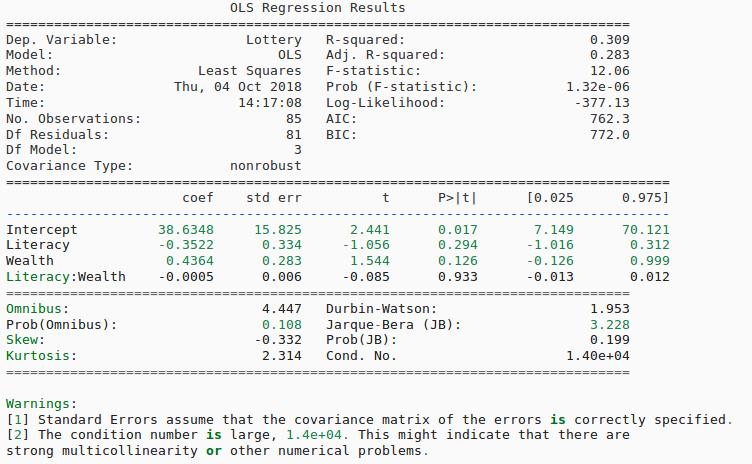 OLS Regression Results
==============================================================================
Dep. Variable:                Lottery   R-squared:                       0.309
Model:                            OLS   Adj. R-squared:                  0.283
Method:                 Least Squares   F-statistic:                     12.06
Date:                Thu, 04 Oct 2018   Prob (F-statistic):           1.32e-06
Time:                        14:17:08   Log-Likelihood:                -377.13
No. Observations:                  85   AIC:                             762.3
Df Residuals:                      81   BIC:                             772.0
Df Model:                           3
Covariance Type:            nonrobust
===================================================================================
                      coef    std err          t      P>|t|      [0.025      0.975]
-----------------------------------------------------------------------------------
Intercept          38.6348     15.825      2.441      0.017       7.149      70.121
Literacy           -0.3522      0.334     -1.056      0.294      -1.016       0.312
Wealth              0.4364      0.283      1.544      0.126      -0.126       0.999
Literacy:Wealth    -0.0005      0.006     -0.085      0.933      -0.013       0.012
==============================================================================
Omnibus:                        4.447   Durbin-Watson:                   1.953
Prob(Omnibus):                  0.108   Jarque-Bera (JB):                3.228
Skew:                          -0.332   Prob(JB):                        0.199
Kurtosis:                       2.314   Cond. No.                     1.40e+04
==============================================================================
Warnings:
[1] Standard Errors assume that the covariance matrix of the errors is correctly specified.
[2] The condition number is large, 1.4e+04. This might indicate that there are
strong multicollinearity or other numerical problems.